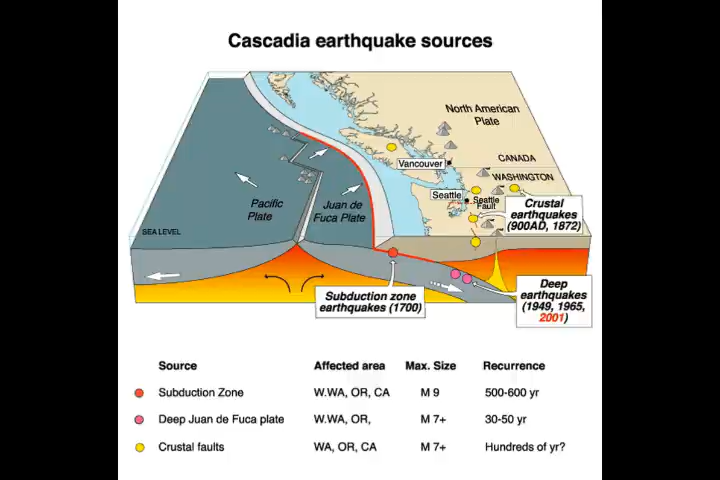 Cascadia earthquake sources
North American
Plate
CANADA
Vancouver
WASHINGTON
Seattle
Seattle
Fault
Crustal
earthquakes
(900AD, 1872)
Pacific
Plate
Juan de
Fuca Plate
SEA LEVEL
Subduction zone
earthquakes (1700)
Deep
earthquakes
(1949, 1965,
2001)
Source Affected area Max. Size Recurrence
Subduction Zone W.WA, OR, CA M 9 500-600 yr
Deep Juan de Fuca plate W.WA, OR, M 7+ 30-50 yr
Crustal faults WA, OR, CA M 7+ Hundreds of yr?